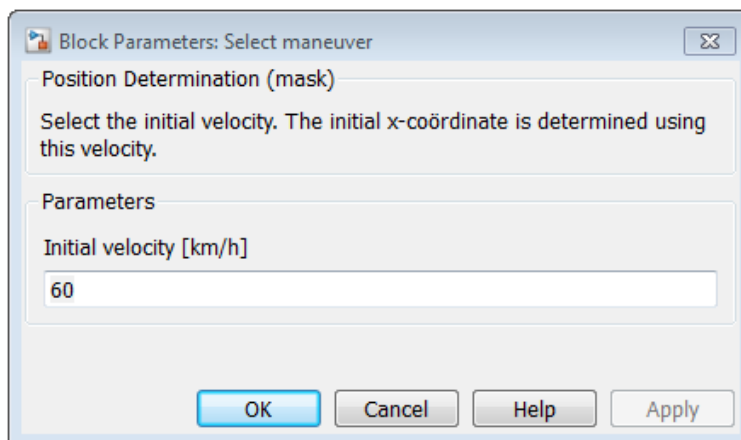 Block Parameters: Select maneuver
Position Determination (mask)
Select the initial velocity. The initial x-coördinate is determined using
this velocity.
Parameters
Initial velocity [km/h]
60
OK Cancel Help Apply